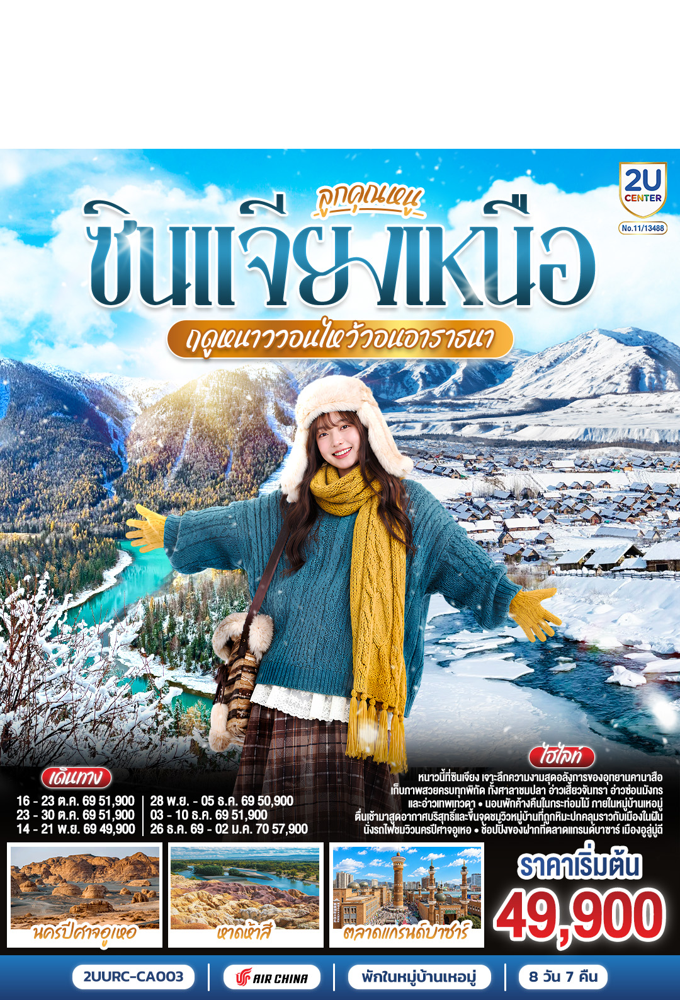 2U
CENTER
No.11/13488
ลูกคุณหนู
ซินเจียงเหนือ
ฤดูหนาววอนไหว้วอนอาราธนา
เดินทาง
16 - 23 ต.ค. 69 51,900
23 - 30 ต.ค. 69 51,900
14 - 21 พ.ย. 69 49,900
28 พ.ย. - 05 ธ.ค. 69 50,900
03 - 10 ธ.ค. 69 51,900
26 ธ.ค. 69 - 02 ม.ค. 70 57,900
ไฮไลท์
หนาวนี้ที่ซินเจียง เจาะลึกความงามสุดอลังการของอุทยานคานาสือ
เก็บภาพสวยครบทุกพิกัด ทั้งศาลาชมปลา อ่าวเสี้ยวจันทรา อ่าวซ่อนมังกร
และอ่าวเทพเทวดา • นอนพักค้างคืนในกระท่อมไม้ ภายในหมู่บ้านเหอมู่
ตื่นเช้ามาสูดอากาศบริสุทธิ์และขึ้นจุดชมวิวหมู่บ้านที่ถูกหิมะปกคลุมราวกับเมืองในฝัน
นั่งรถไฟชมวิวนครปีศาจอูเหอ • ช้อปปิ้งของฝากที่ตลาดแกรนด์บาซาร์ เมืองอูลู่มู่ฉี
นครปีศาจอูเหอ
หาดห้าสี
ตลาดแกรนด์บาซาร์
ราคาเริ่มต้น
49,900
2UURC-CA003
AIR CHINA
พักในหมู่บ้านเหอมู่
8 วัน 7 คืน